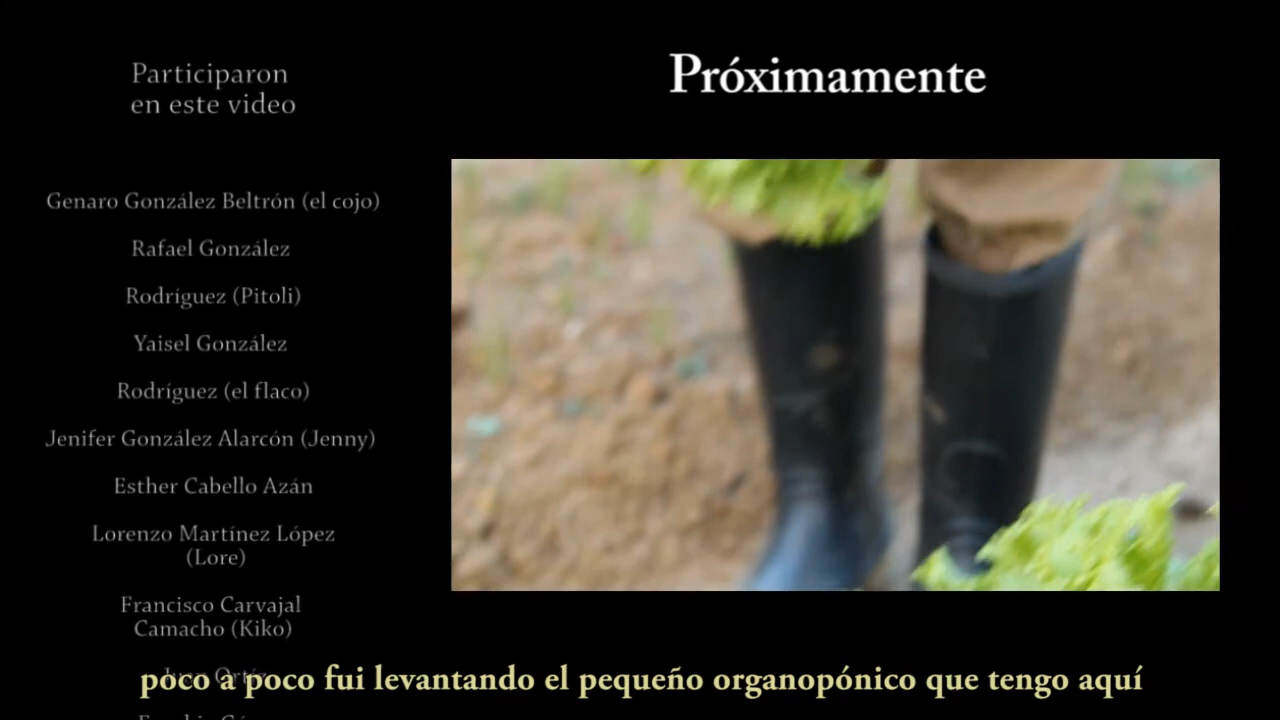 Participaron
en este video
Próximamente
Genaro González Beltrón (el cojo)
Rafael González
Rodríguez (Pitoli)
Yaisel González
Rodríguez (el flaco)
Jenifer González Alarcón (Jenny)
Esther Cabello Azán
Lorenzo Martínez López
(Lore)
Francisco Carvajal
Camacho (Kiko)
poco a poco fui levantando el pequeño organopónico que tengo aquí